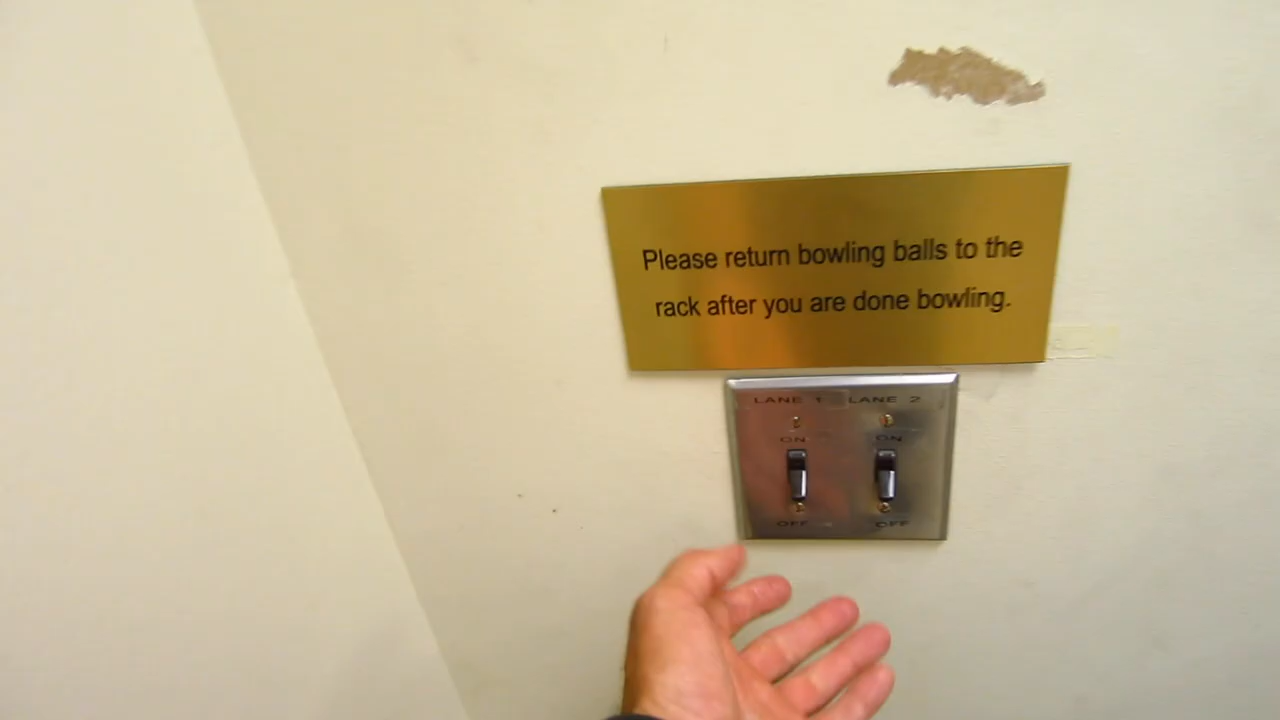 Please return bowling balls to the
rack after you are done bowling.
LANE 1 LANE 2
ON ON
OFF OFF